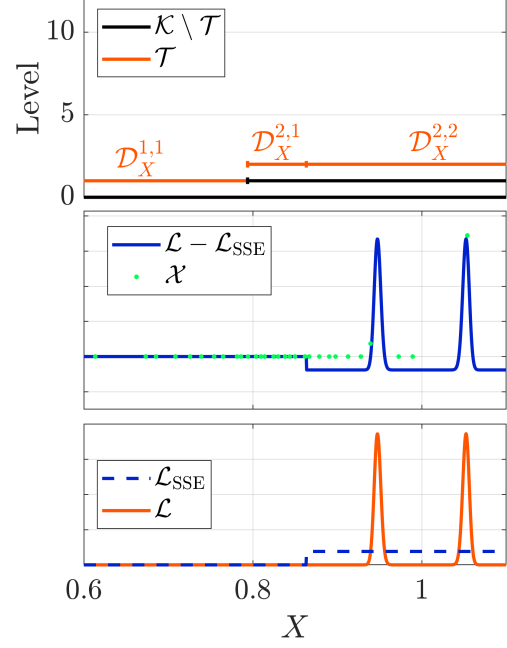 10
5
0
Level
𝒦 \ 𝒯
𝒯
𝒟_X^{1,1}
𝒟_X^{2,1}
𝒟_X^{2,2}
ℒ − ℒ_SSE
𝒳
ℒ_SSE
ℒ
0.6
0.8
1
X